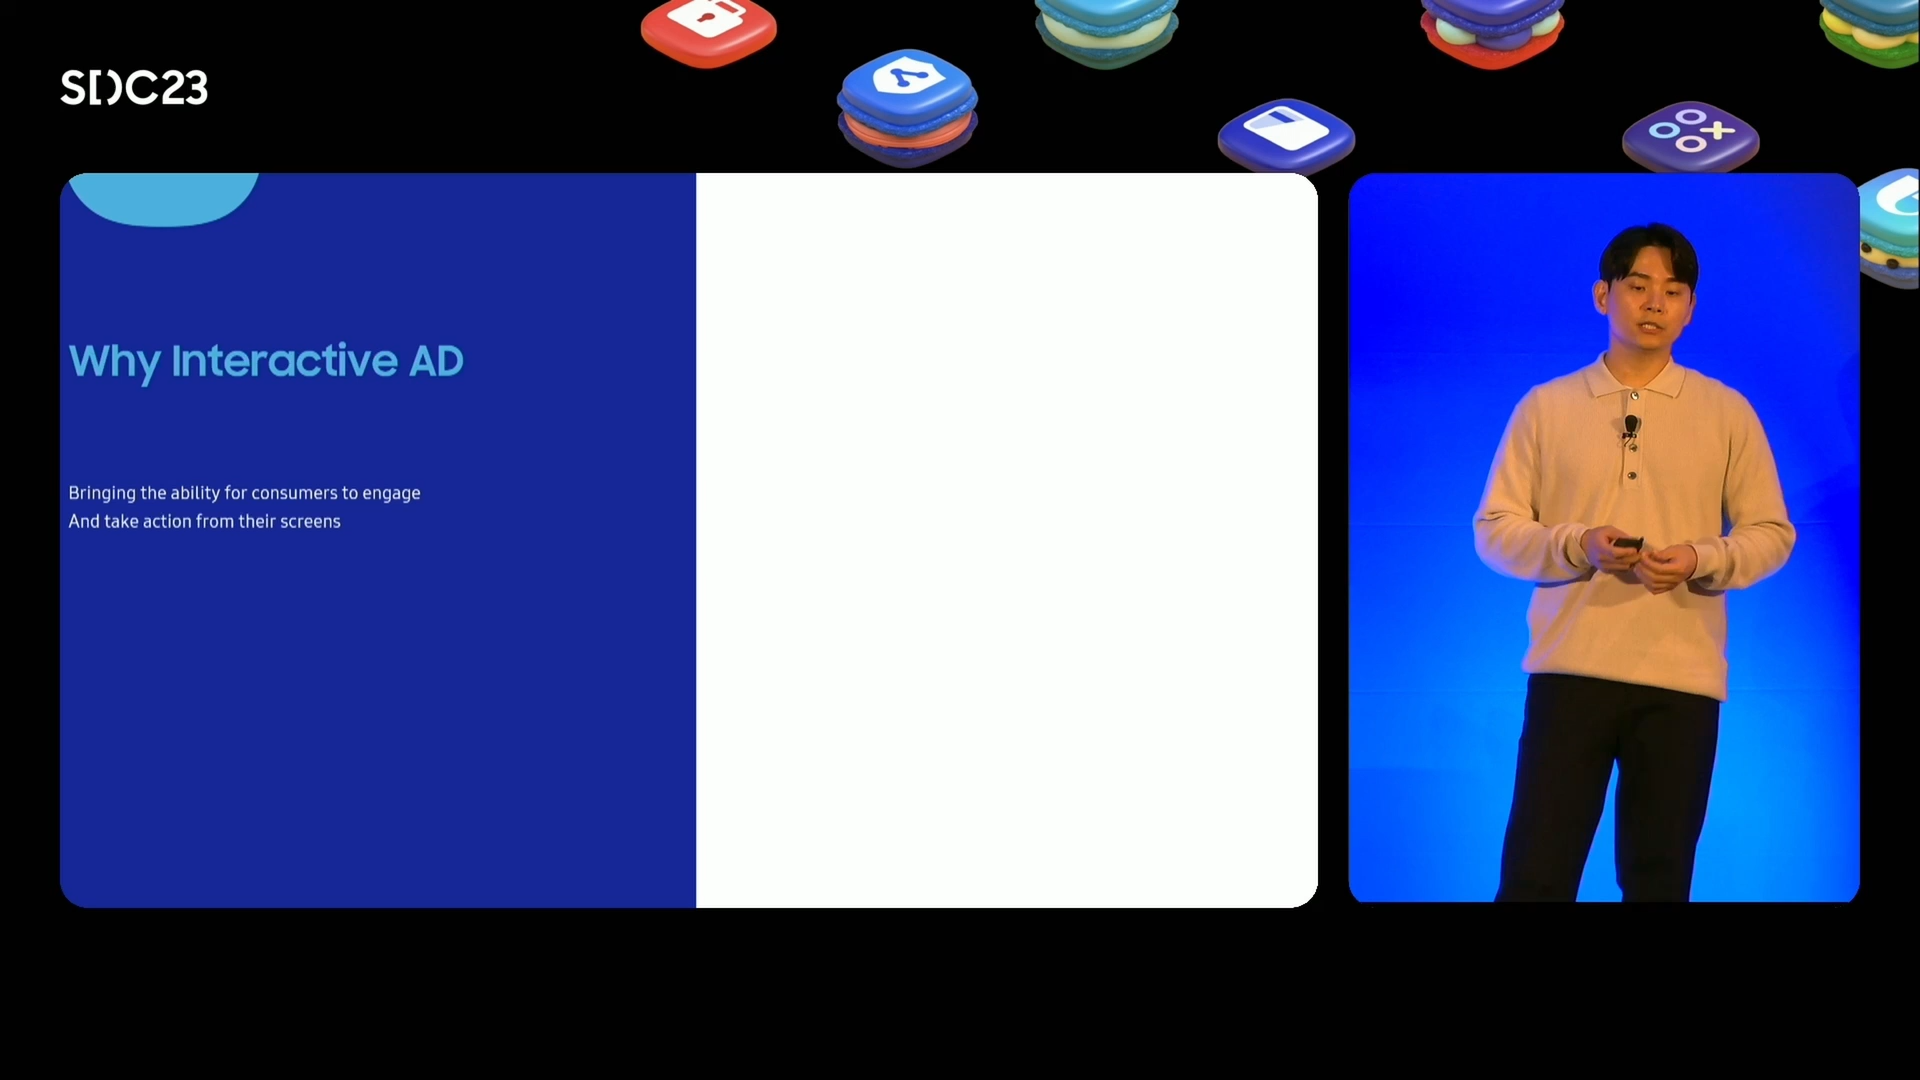 SDC23
Why Interactive AD
Bringing the ability for consumers to engage
And take action from their screens